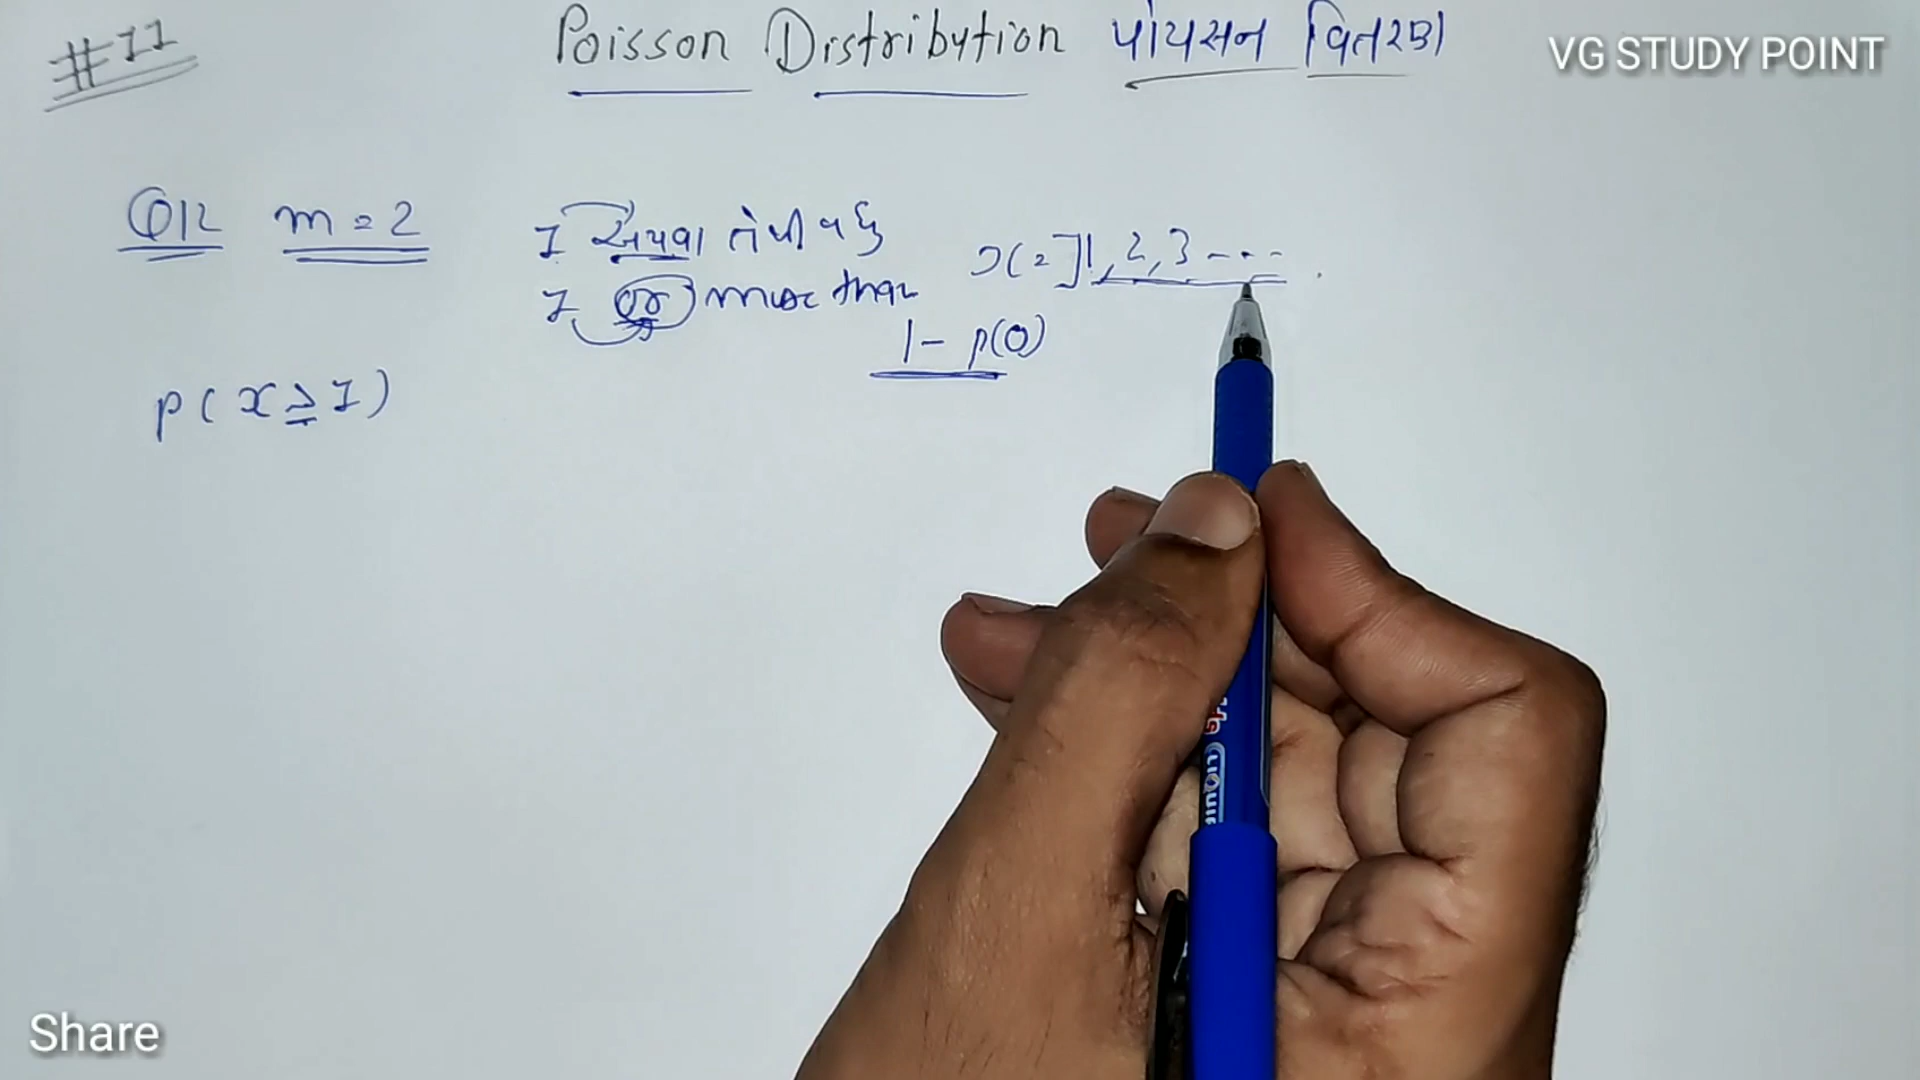 #11
Poisson Distribution પોયસન વિતરણ
VG STUDY POINT
Q12 m = 2
1 અથવા તેથી વધુ
x = 1, 2, 3 ----
1 or more than
1 - p(0)
p(x ≥ 1)
Share